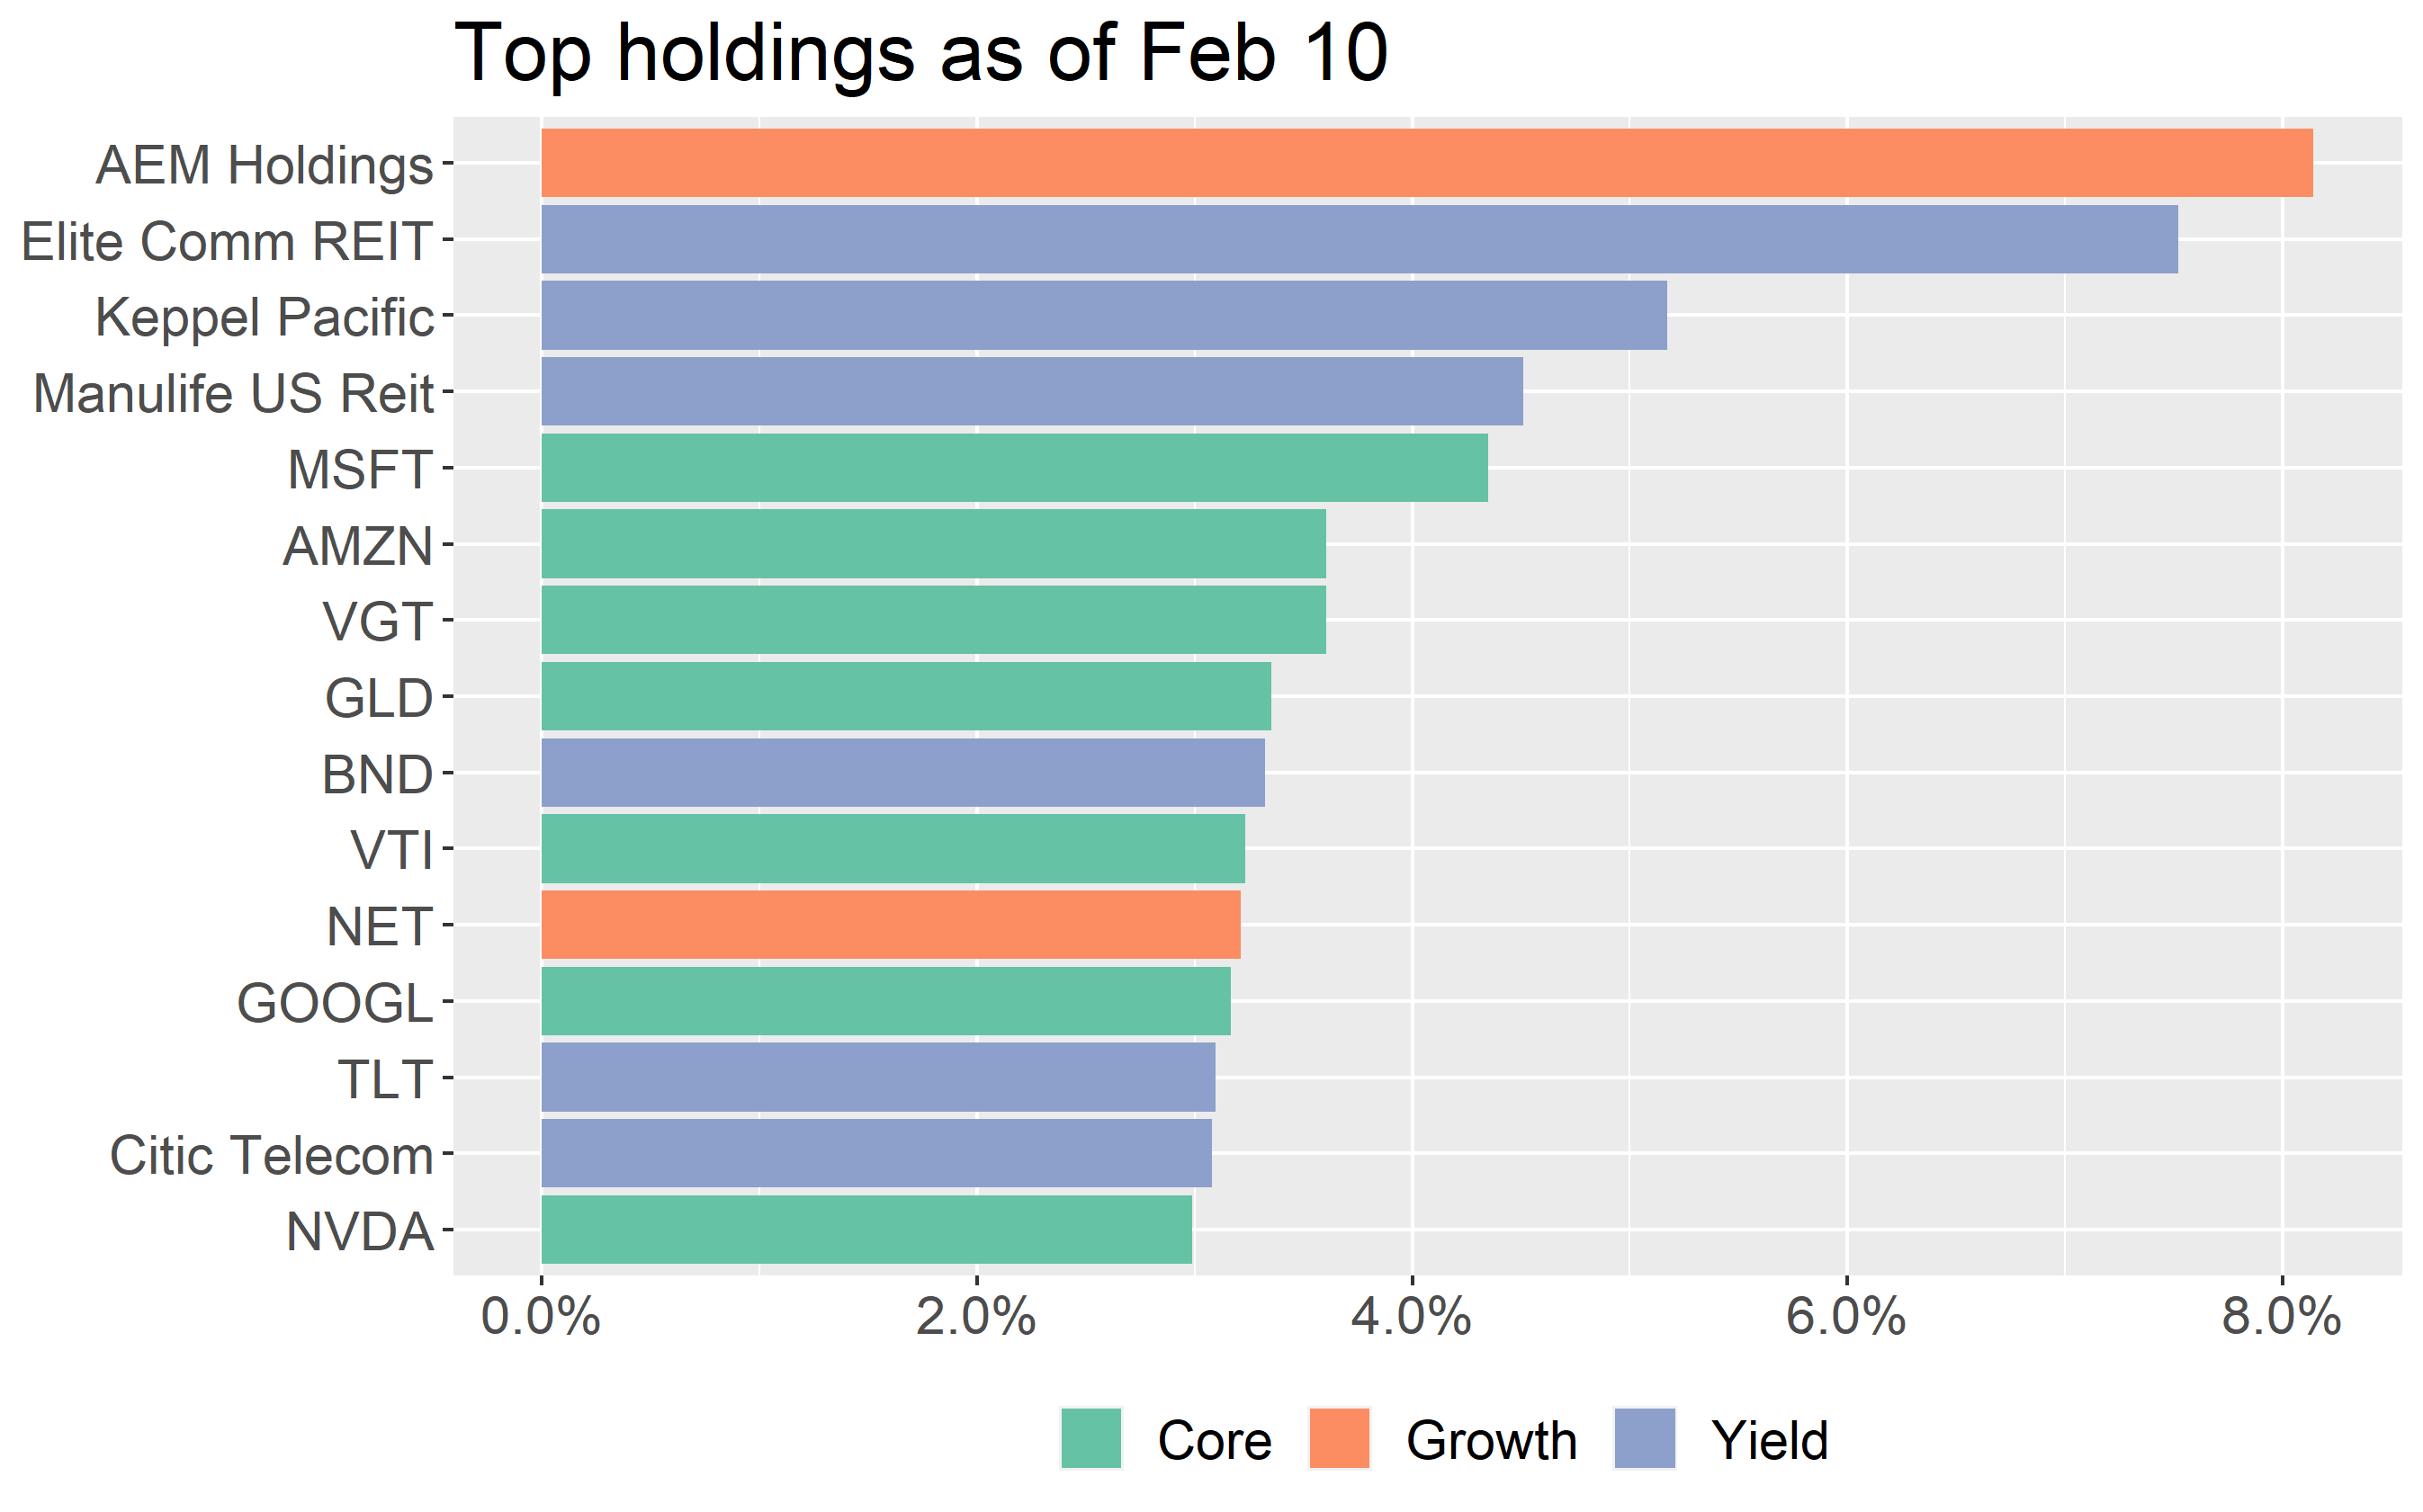 Top holdings as of Feb 10
AEM Holdings
Elite Comm REIT
Keppel Pacific
Manulife US Reit
MSFT
AMZN
VGT
GLD
BND
VTI
NET
GOOGL
TLT
Citic Telecom
NVDA
0.0% 2.0% 4.0% 6.0% 8.0%
Core Growth Yield